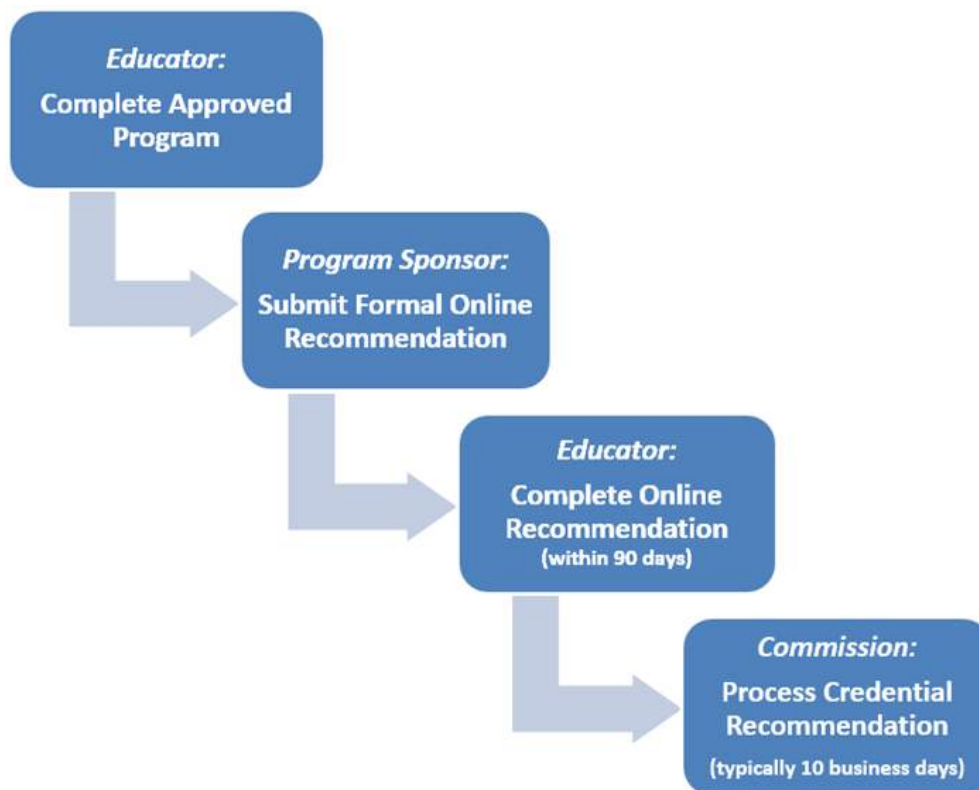 Educator:
Complete Approved
Program
Program Sponsor:
Submit Formal Online
Recommendation
Educator:
Complete Online
Recommendation
(within 90 days)
Commission:
Process Credential
Recommendation
(typically 10 business days)